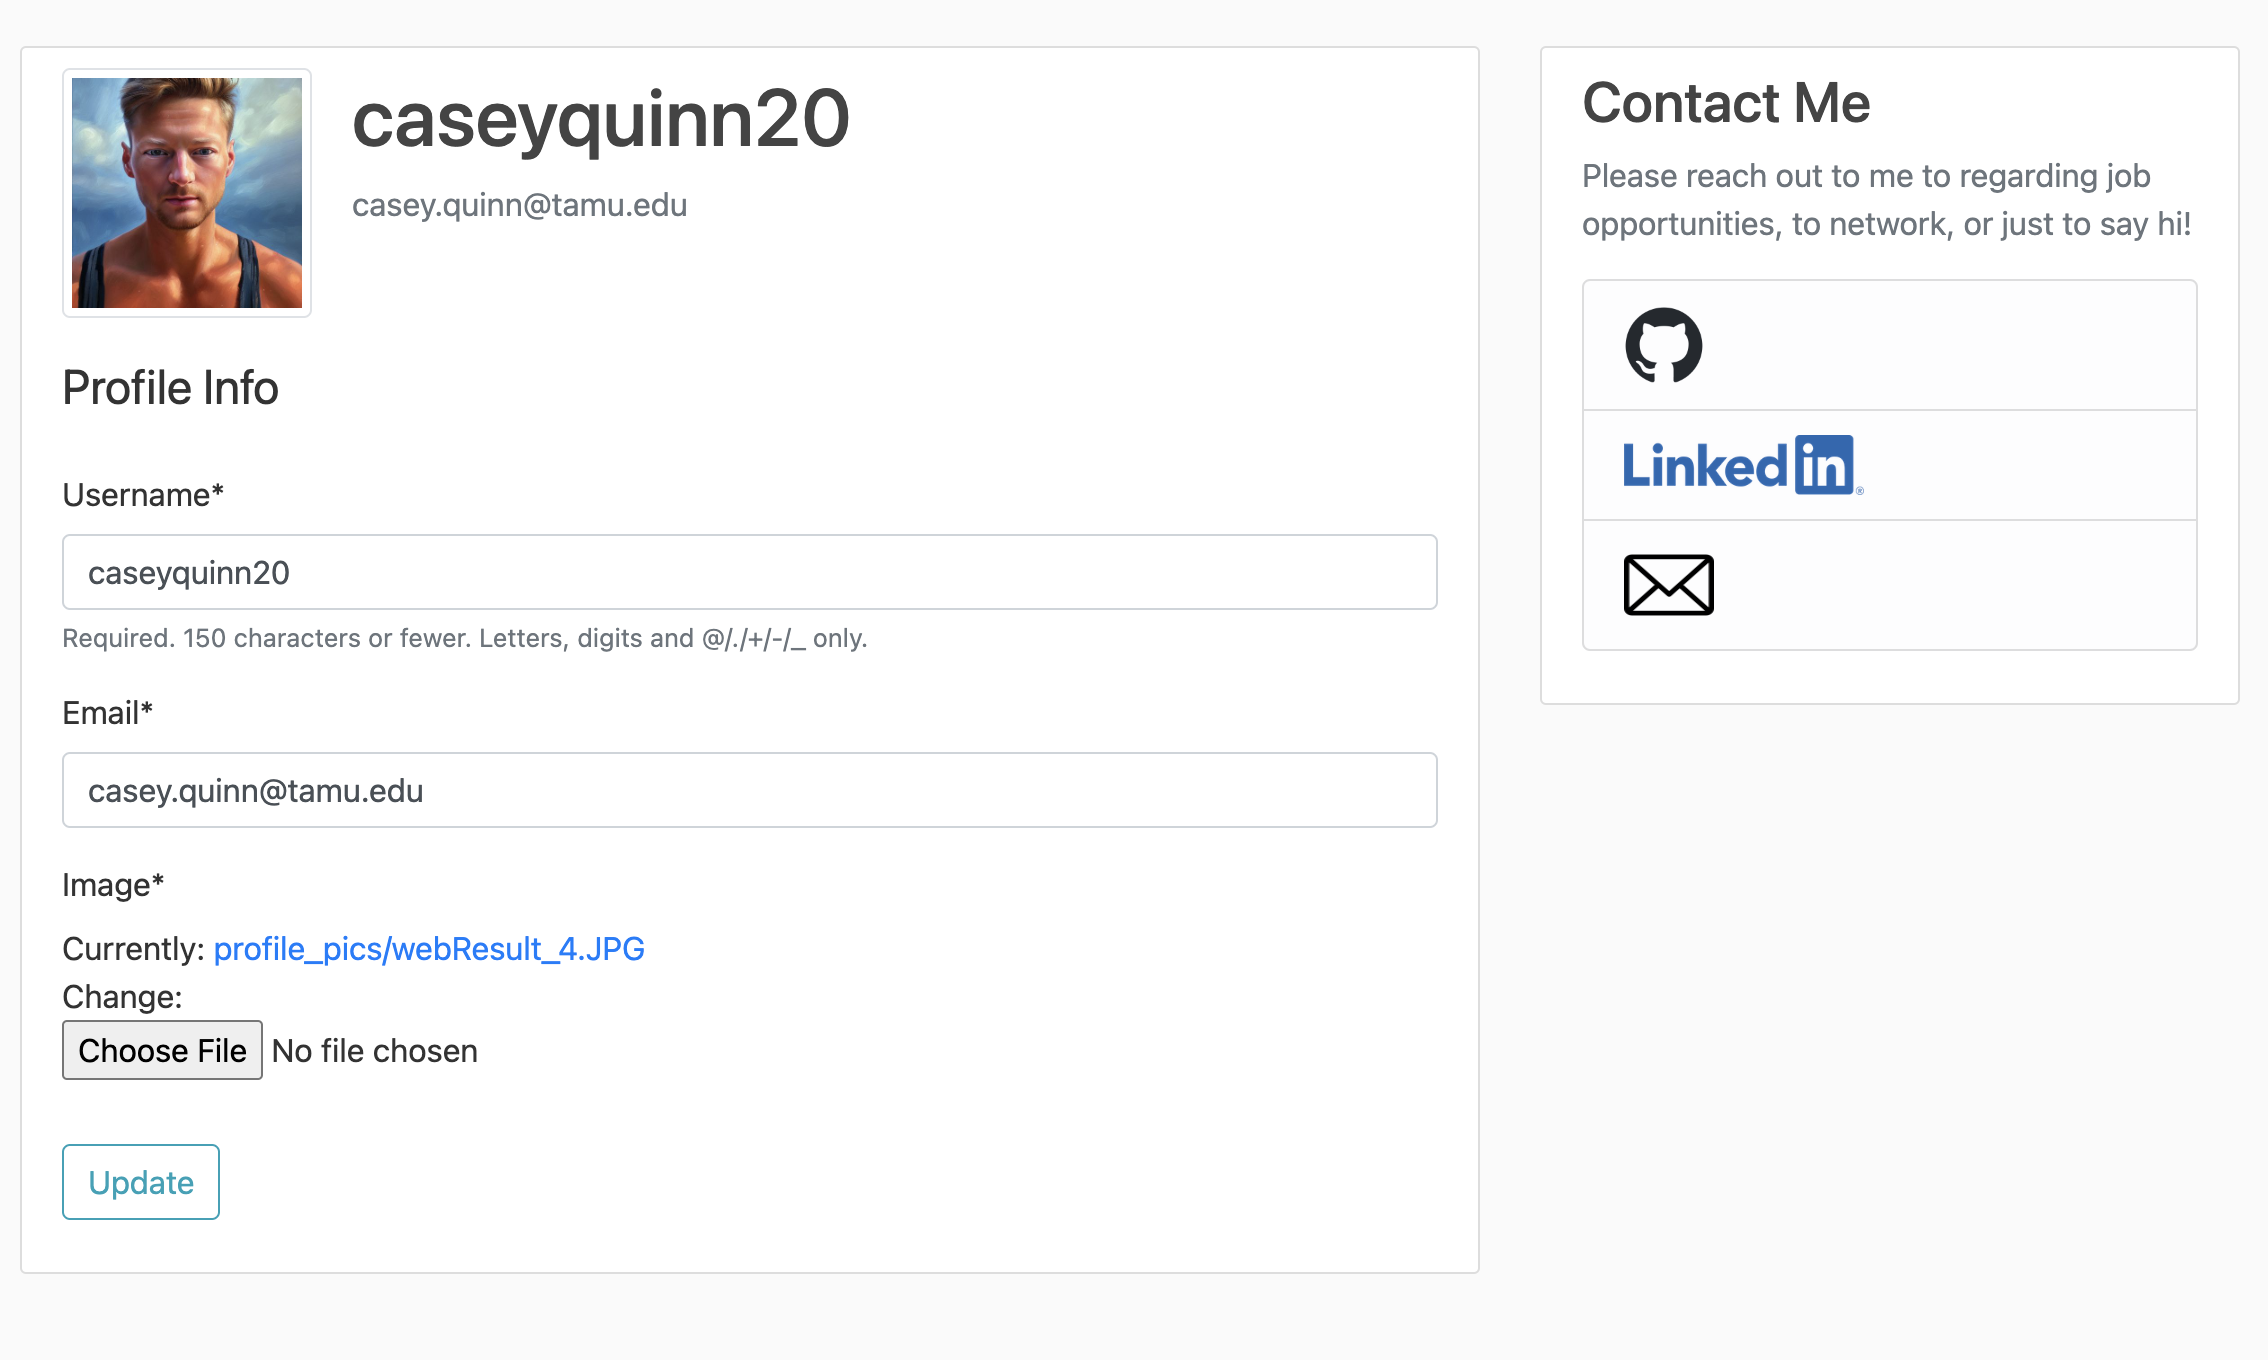 caseyquinn20
casey.quinn@tamu.edu
Profile Info
Username*
caseyquinn20
Required. 150 characters or fewer. Letters, digits and @/./+/-/_ only.
Email*
casey.quinn@tamu.edu
Image*
Currently: profile_pics/webResult_4.JPG
Change:
Choose File No file chosen
Update
Contact Me
Please reach out to me to regarding job
opportunities, to network, or just to say hi!
Linked in ®